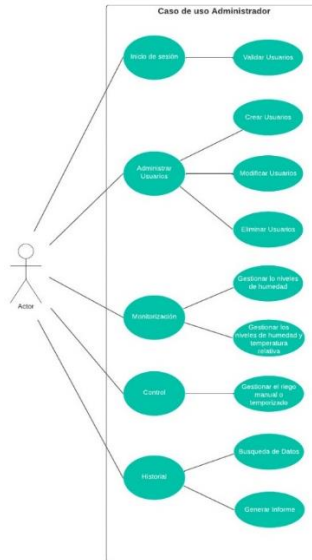 Caso de uso Administrador
Inicio de sesión
Validar Usuarios
Crear Usuarios
Administrar
Usuarios
Modificar Usuarios
Eliminar Usuarios
Actor
Gestionar lo niveles
de humedad
Monitorización
Gestionar los
niveles de humedad y
temperatura
relativa
Control
Gestionar el riego
manual o
temporizado
Busqueda de Datos
Historial
Generar Informe